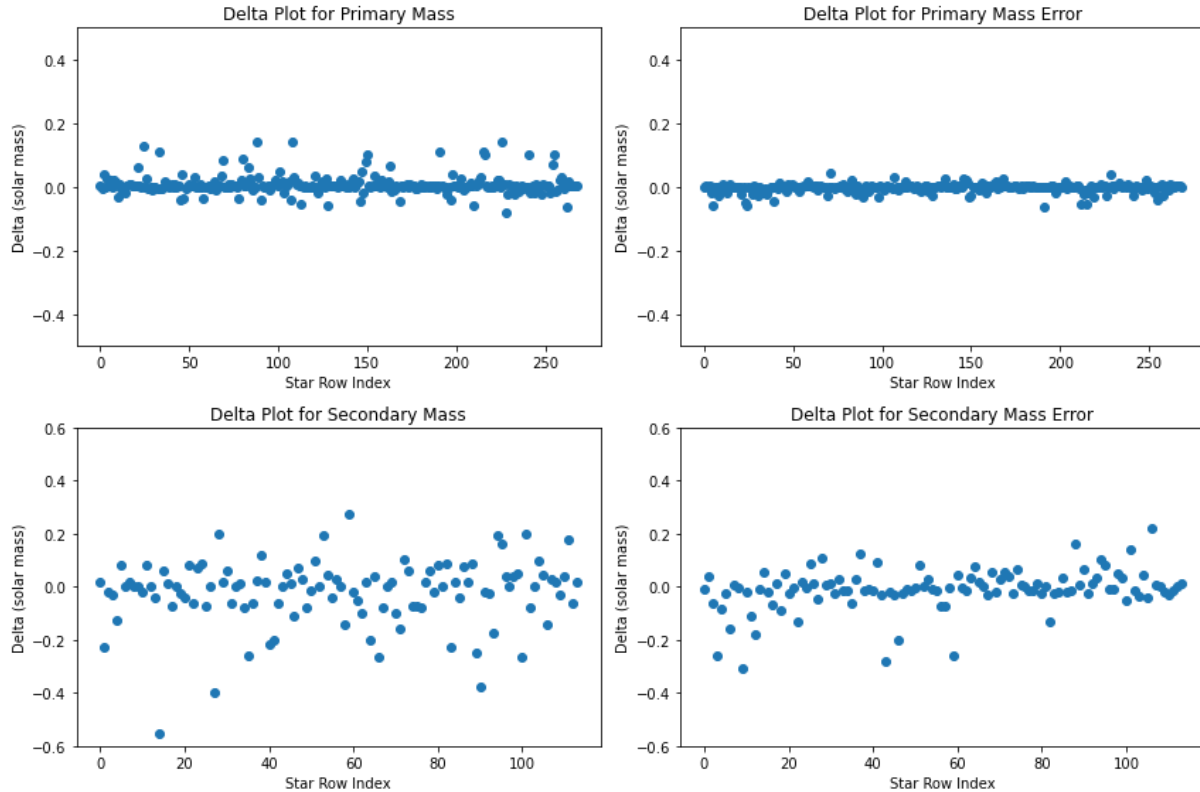 Delta Plot for Primary Mass
Delta (solar mass)
0.4
0.2
0.0
−0.2
−0.4
0 50 100 150 200 250
Star Row Index
Delta Plot for Primary Mass Error
Delta (solar mass)
0.4
0.2
0.0
−0.2
−0.4
0 50 100 150 200 250
Star Row Index
Delta Plot for Secondary Mass
Delta (solar mass)
0.6
0.4
0.2
0.0
−0.2
−0.4
−0.6
0 20 40 60 80 100
Star Row Index
Delta Plot for Secondary Mass Error
Delta (solar mass)
0.6
0.4
0.2
0.0
−0.2
−0.4
−0.6
0 20 40 60 80 100
Star Row Index